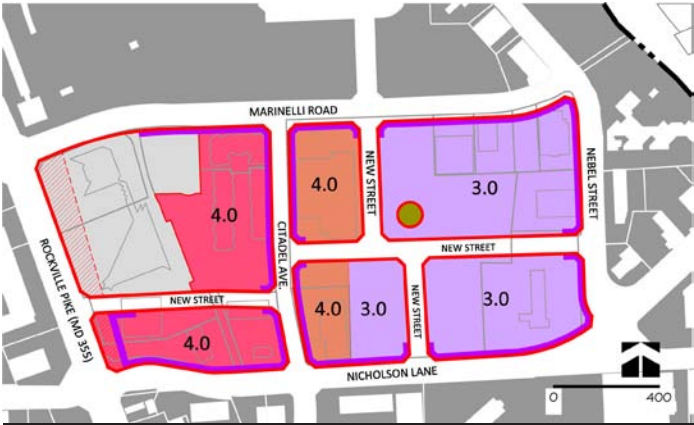 MARINELLI ROAD
4.0
4.0
3.0
NEW STREET
NEBEL STREET
CITADEL AVE.
NEW STREET
ROCKVILLE PIKE (MD 355)
NEW STREET
4.0
4.0
3.0
NEW STREET
3.0
NICHOLSON LANE
0
400